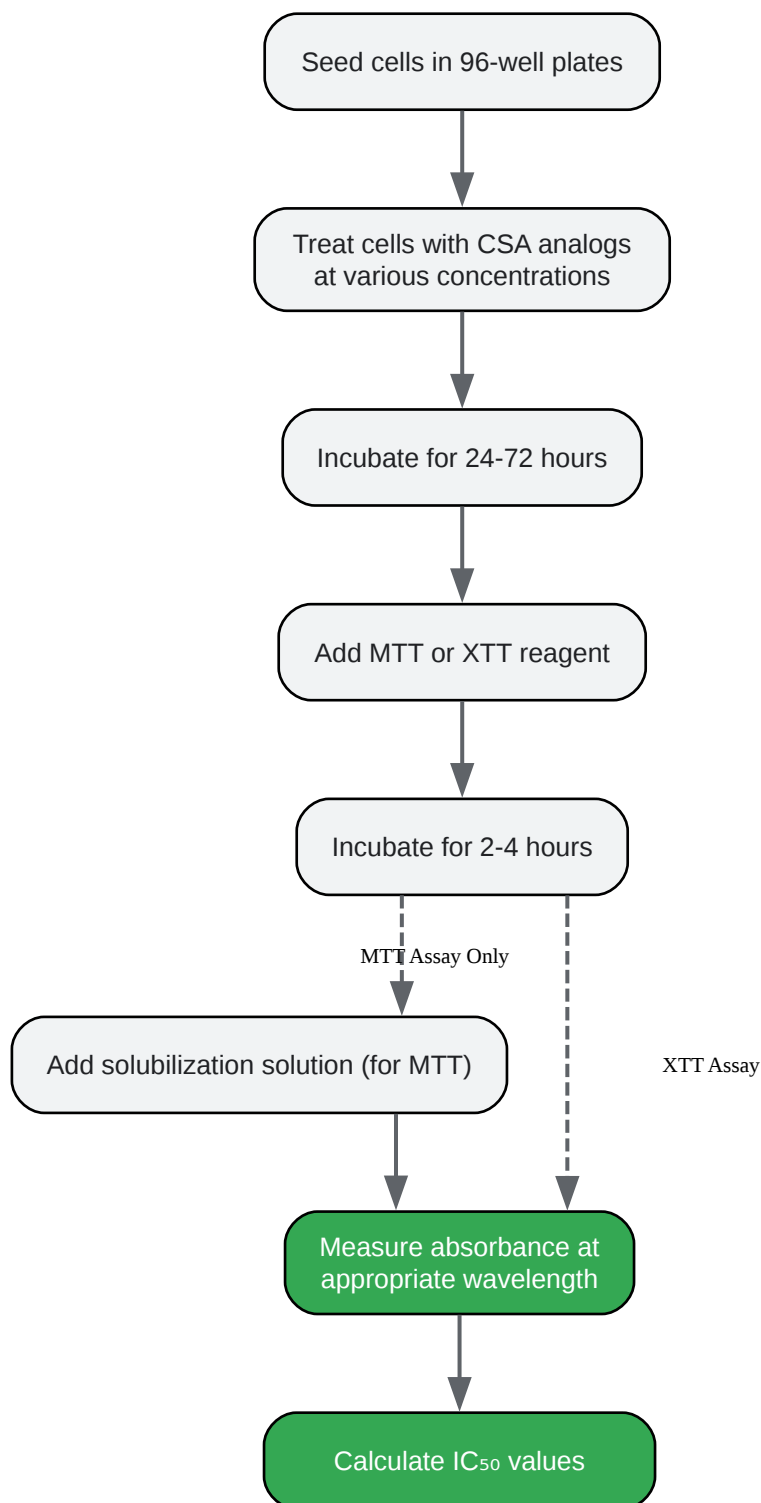 Seed cells in 96-well plates
Treat cells with CSA analogs
at various concentrations
Incubate for 24-72 hours
Add MTT or XTT reagent
Incubate for 2-4 hours
MTT Assay Only
Add solubilization solution (for MTT)
XTT Assay
Measure absorbance at
appropriate wavelength
Calculate IC₅₀ values